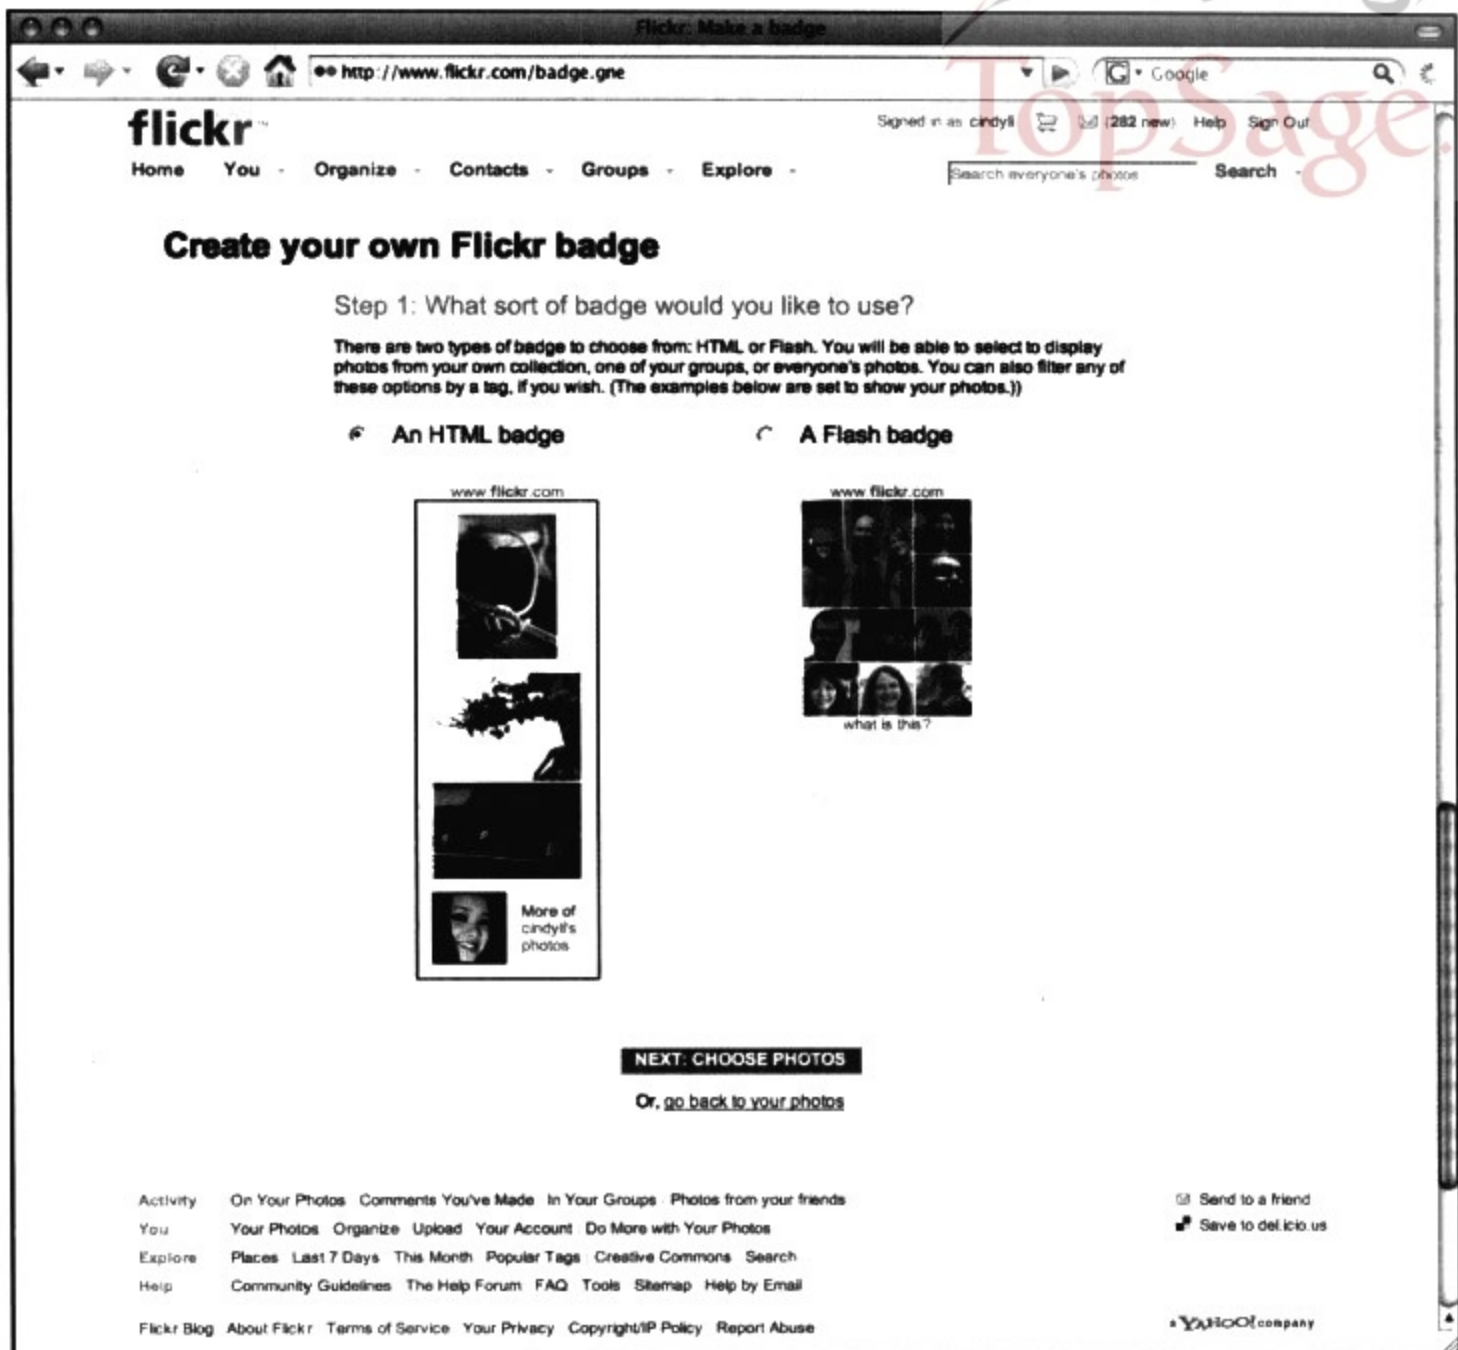 Flickr: Make a badge
http://www.flickr.com/badge.gne
Google
TopSage.
flickr™
Signed in as cindyli (282 new) Help Sign Out
Home You Organize Contacts Groups Explore
Search everyone's photos Search
Create your own Flickr badge
Step 1: What sort of badge would you like to use?
There are two types of badge to choose from: HTML or Flash. You will be able to select to display
photos from your own collection, one of your groups, or everyone's photos. You can also filter any of
these options by a tag, if you wish. (The examples below are set to show your photos.))
An HTML badge A Flash badge
www.flickr.com www.flickr.com
what is this?
More of
cindyli's
photos
NEXT: CHOOSE PHOTOS
Or, go back to your photos
Activity On Your Photos Comments You've Made In Your Groups Photos from your friends
Send to a friend
You Your Photos Organize Upload Your Account Do More with Your Photos
Save to del.icio.us
Explore Places Last 7 Days This Month Popular Tags Creative Commons Search
Help Community Guidelines The Help Forum FAQ Tools Sitemap Help by Email
Flickr Blog About Flickr Terms of Service Your Privacy Copyright/IP Policy Report Abuse
a YAHOO! company